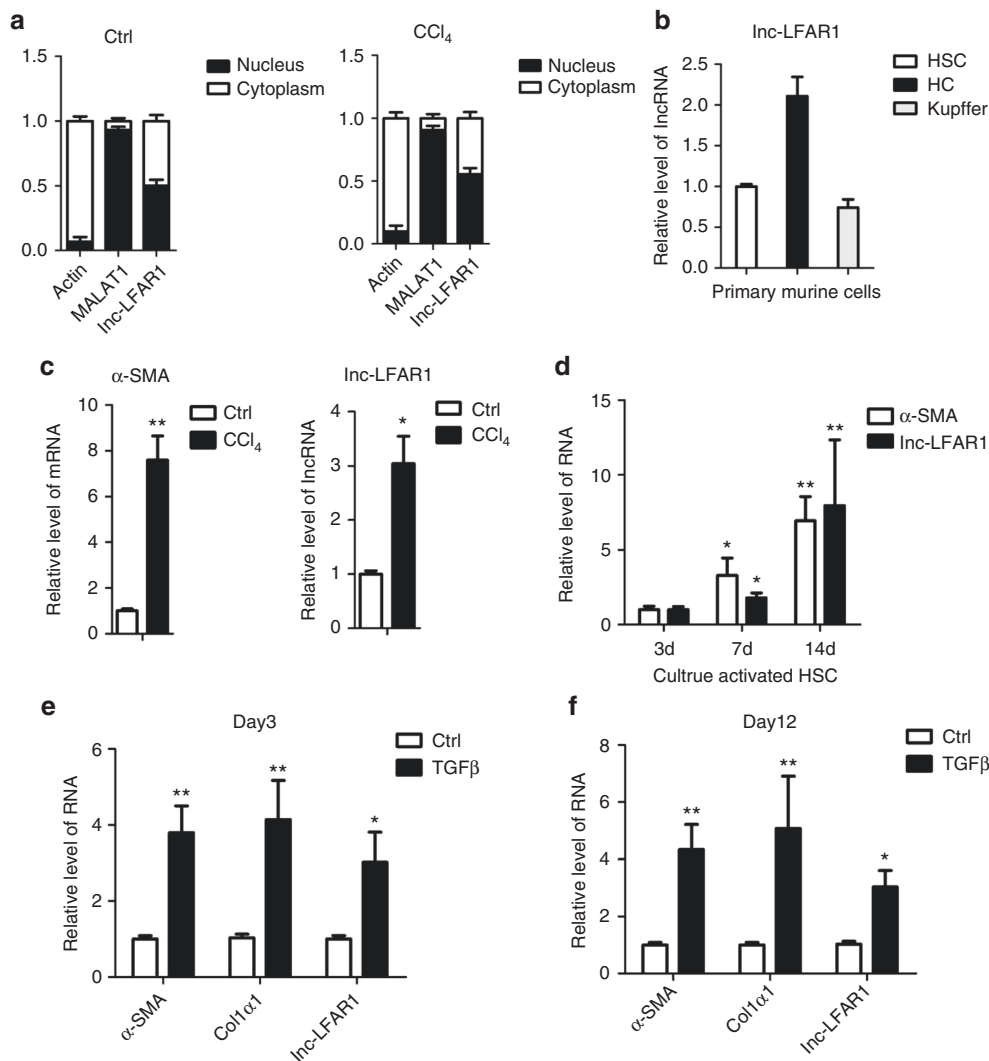 a
Ctrl
1.5
1.0
0.5
0.0
Nucleus
Cytoplasm
Actin
MALAT1
lnc-LFAR1
CCl4
1.5
1.0
0.5
0.0
Nucleus
Cytoplasm
Actin
MALAT1
lnc-LFAR1
b
lnc-LFAR1
Relative level of lncRNA
2.5
2.0
1.5
1.0
0.5
0.0
HSC
HC
Kupffer
Primary murine cells
c
α-SMA
Relative level of mRNA
10
8
6
4
2
0
**
Ctrl
CCl4
lnc-LFAR1
Relative level of lncRNA
4
3
2
1
0
*
Ctrl
CCl4
d
Relative level of RNA
15
10
5
0
α-SMA
lnc-LFAR1
*
*
**
**
3d
7d
14d
Cultrue activated HSC
e
Day3
Relative level of RNA
6
4
2
0
Ctrl
TGFβ
**
**
*
α-SMA
Col1α1
lnc-LFAR1
f
Day12
Relative level of RNA
8
6
4
2
0
Ctrl
TGFβ
**
**
*
α-SMA
Col1α1
lnc-LFAR1